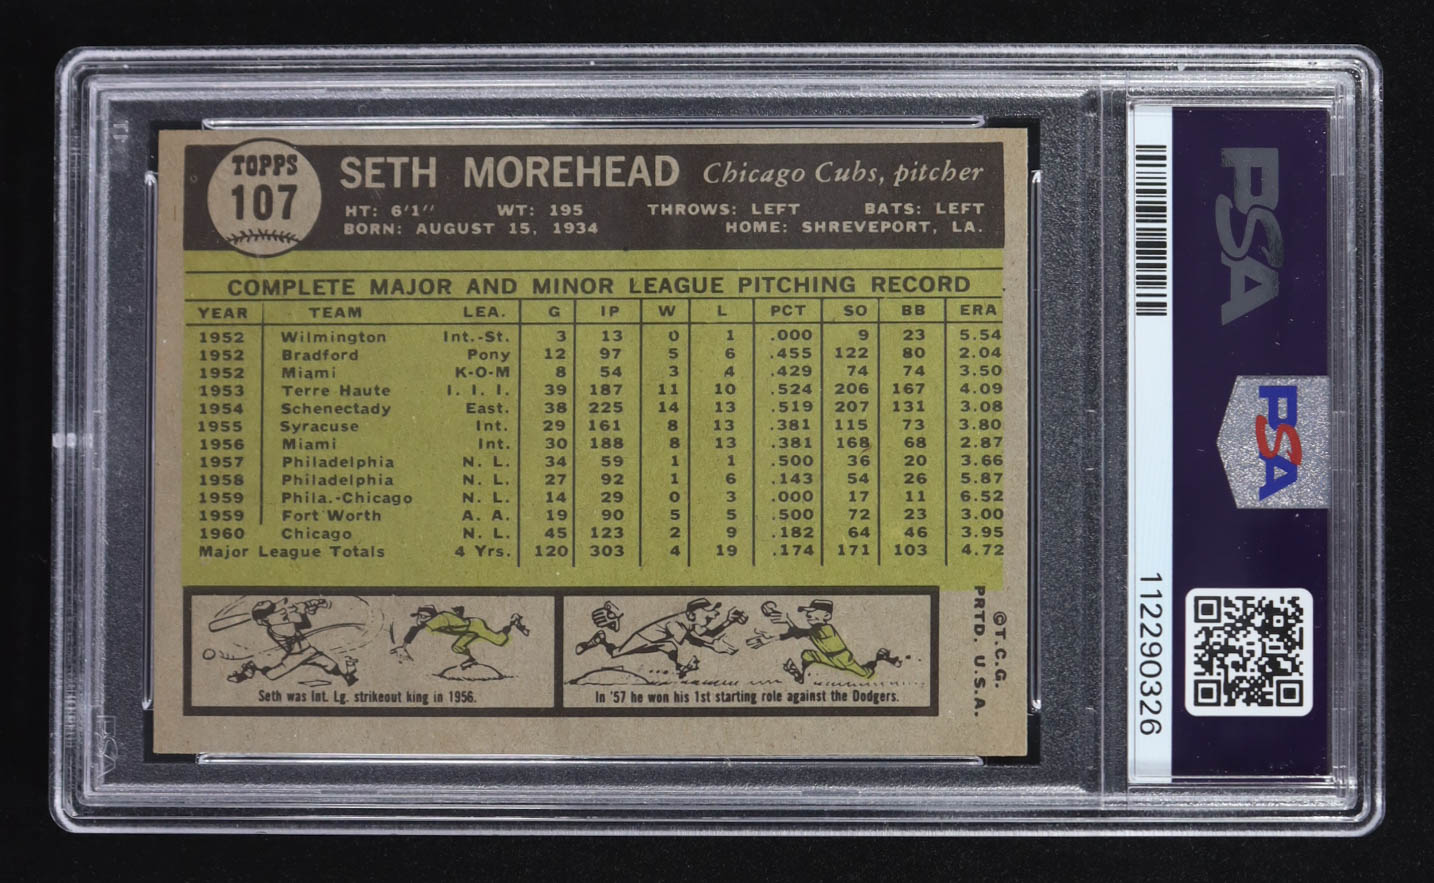 TOPPS
107
SETH MOREHEAD Chicago Cubs, pitcher
HT: 6'1" WT: 195 THROWS: LEFT BATS: LEFT
BORN: AUGUST 15, 1934 HOME: SHREVEPORT, LA.
COMPLETE MAJOR AND MINOR LEAGUE PITCHING RECORD
YEAR TEAM LEA. G IP W L PCT SO BB ERA
1952 Wilmington Int.-St. 3 13 0 1 .000 9 23 5.54
1952 Bradford Pony 12 97 5 6 .455 122 80 2.04
1952 Miami K-O-M 8 54 3 4 .429 74 74 3.50
1953 Terre Haute I. I. I. 39 187 11 10 .524 206 167 4.09
1954 Schenectady East. 38 225 14 13 .519 207 131 3.08
1955 Syracuse Int. 29 161 8 13 .381 115 73 3.80
1956 Miami Int. 30 188 8 13 .381 168 68 2.87
1957 Philadelphia N. L. 34 59 1 1 .500 36 20 3.66
1958 Philadelphia N. L. 27 92 1 6 .143 54 26 5.87
1959 Phila.-Chicago N. L. 14 29 0 3 .000 17 11 6.52
1959 Fort Worth A. A. 19 90 5 5 .500 72 23 3.00
1960 Chicago N. L. 45 123 2 9 .182 64 46 3.95
Major League Totals 4 Yrs. 120 303 4 19 .174 171 103 4.72
Seth was Int. Lg. strikeout king in 1956.
In '57 he won his 1st starting role against the Dodgers.
©T.C.G.
PRTD. U.S.A.
PSA
PSA
112290326
PSA